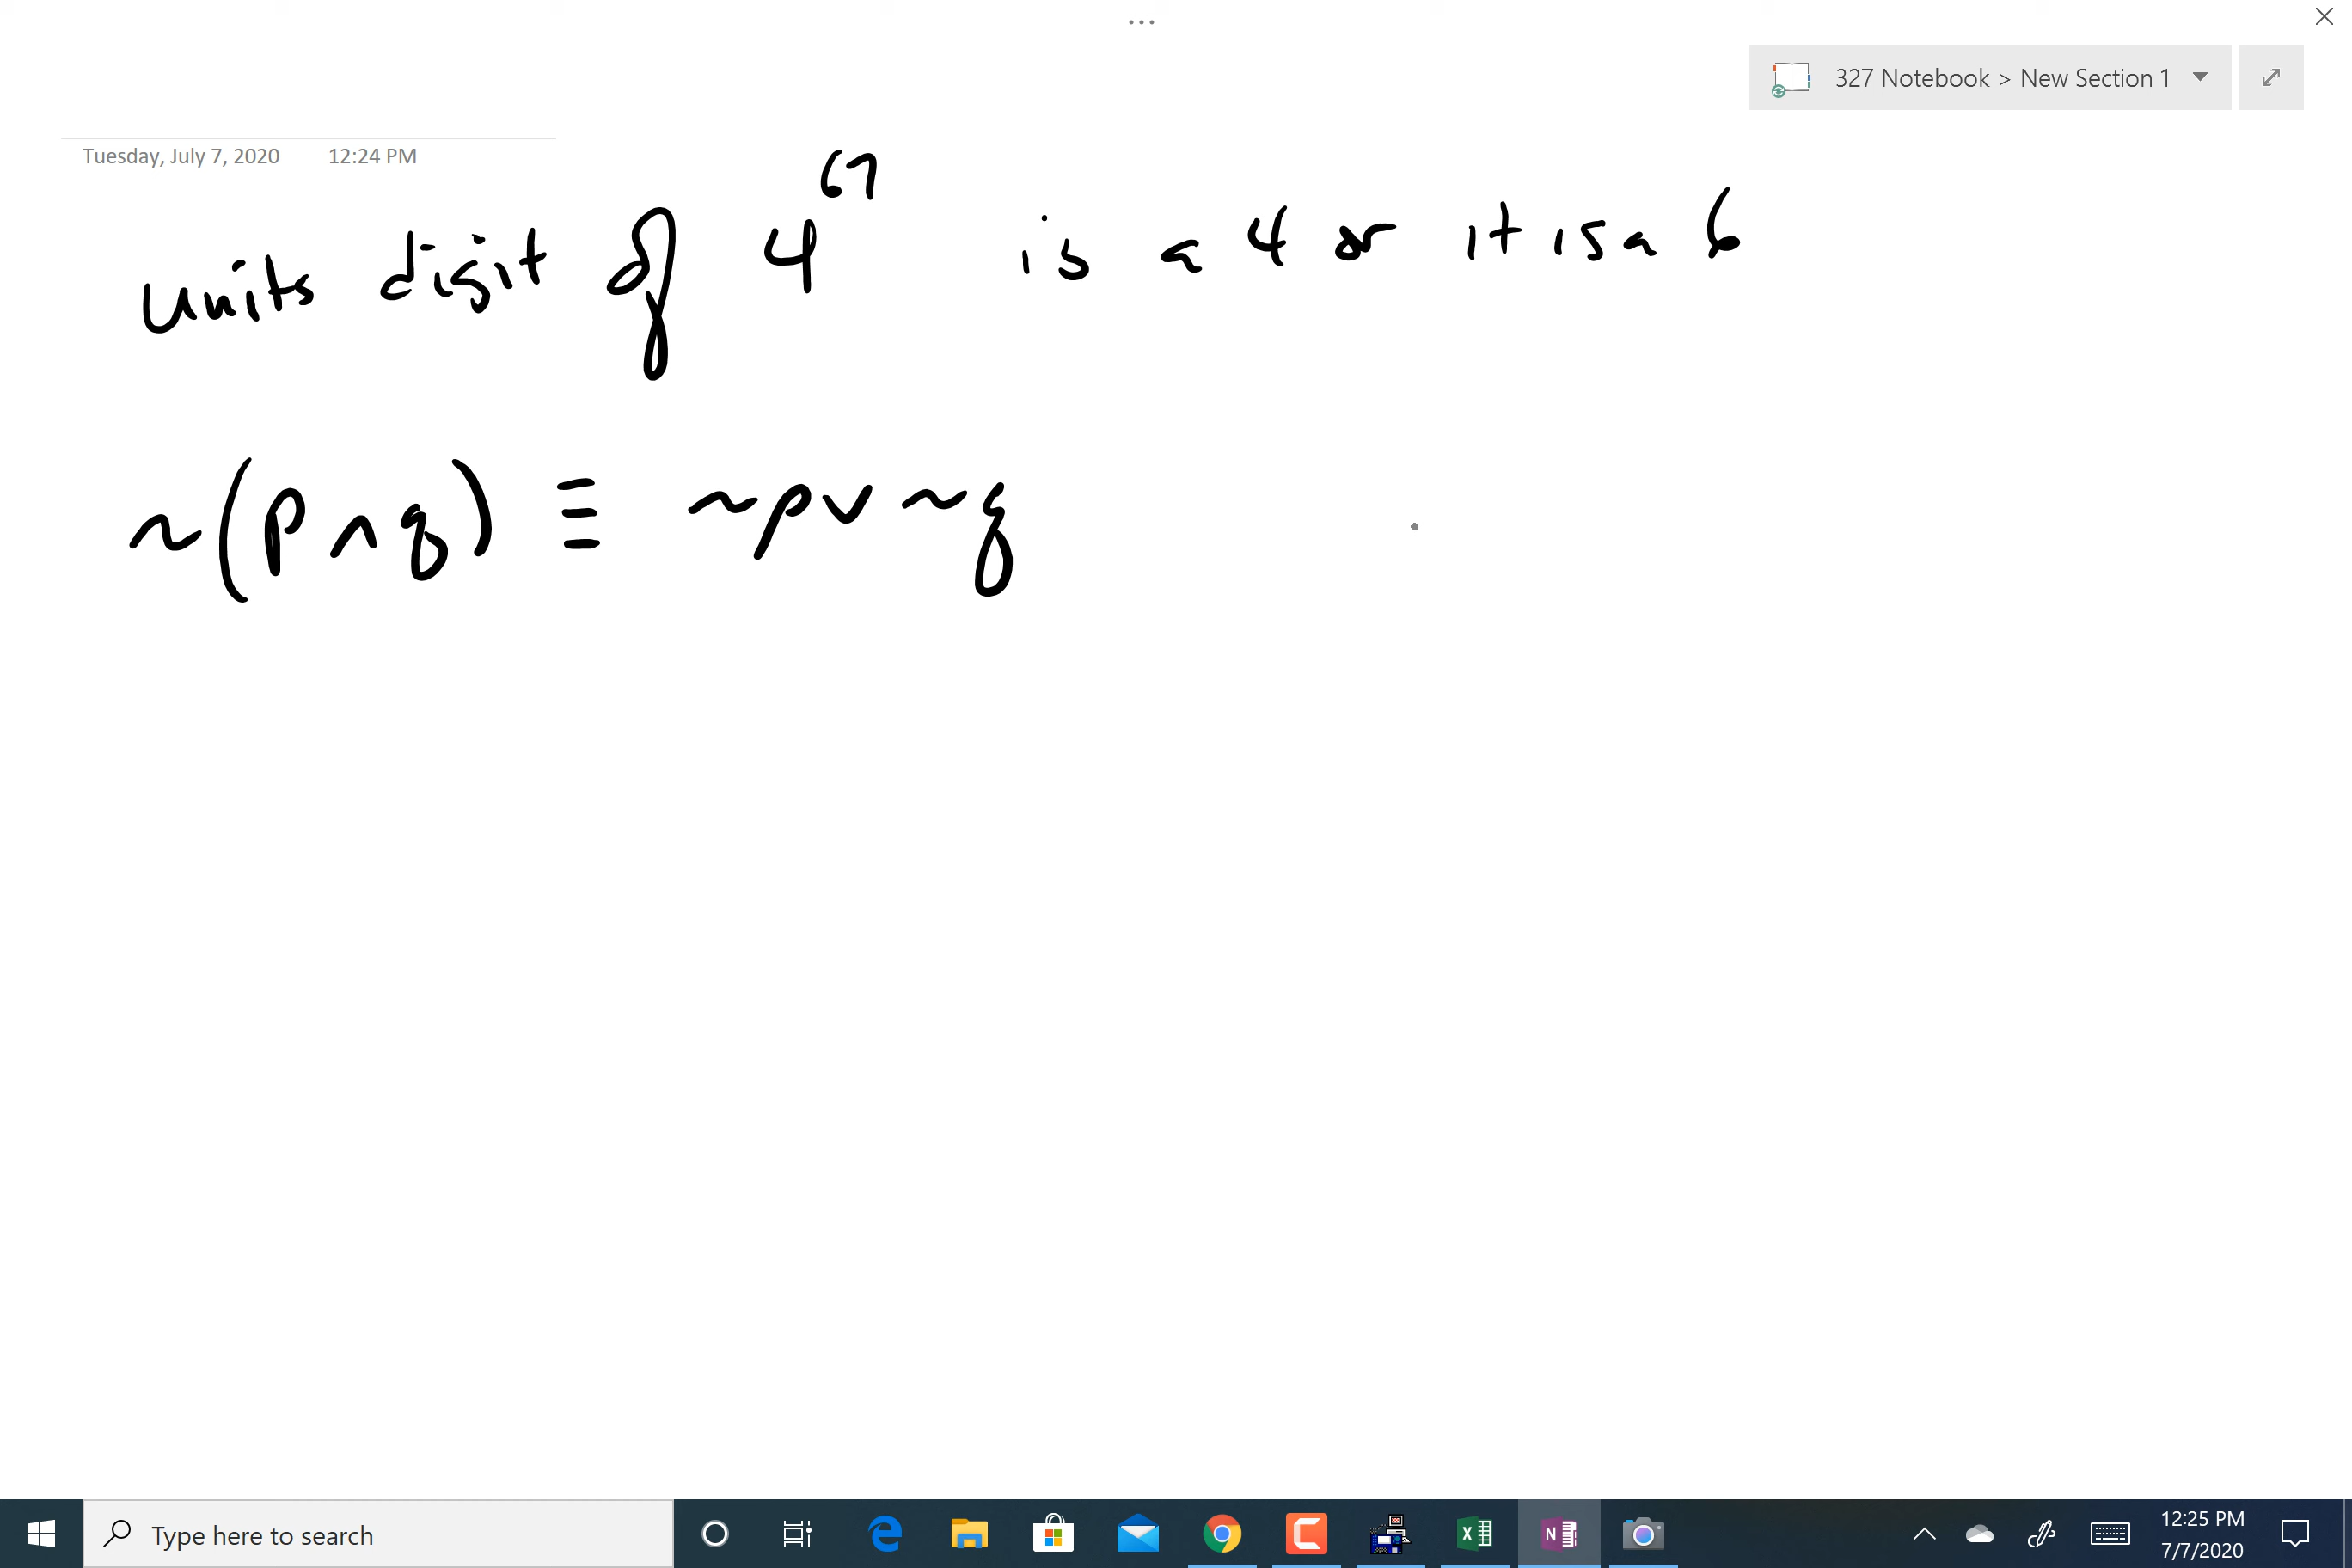 327 Notebook > New Section 1
Tuesday, July 7, 2020 12:24 PM
units digit of 4^67 is a 4 or it is a 6
~(p ∧ q) ≡ ~p ∨ ~q
Type here to search
12:25 PM
7/7/2020